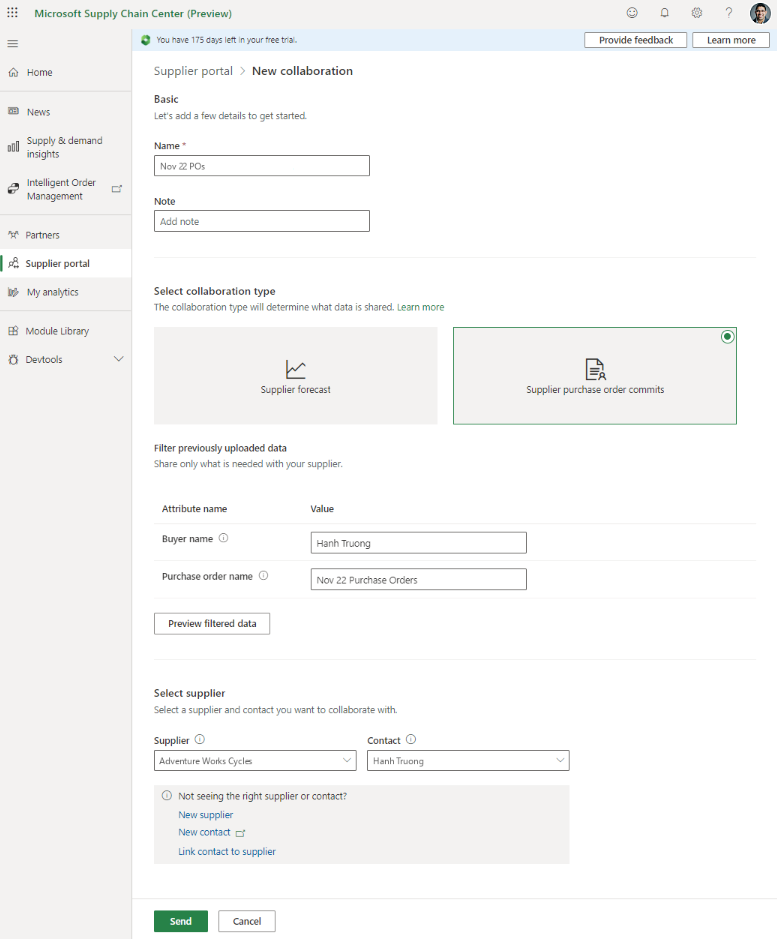 Microsoft Supply Chain Center (Preview)
?
You have 175 days left in your free trial.
Provide feedback
Learn more
Home
News
Supply & demand
insights
Intelligent Order
Management
Partners
Supplier portal
My analytics
Module Library
Devtools
Supplier portal > New collaboration
Basic
Let's add a few details to get started.
Name *
Nov 22 POs
Note
Add note
Select collaboration type
The collaboration type will determine what data is shared. Learn more
Supplier forecast
Supplier purchase order commits
Filter previously uploaded data
Share only what is needed with your supplier.
Attribute name
Value
Buyer name
Hanh Truong
Purchase order name
Nov 22 Purchase Orders
Preview filtered data
Select supplier
Select a supplier and contact you want to collaborate with.
Supplier
Contact
Adventure Works Cycles
Hanh Truong
Not seeing the right supplier or contact?
New supplier
New contact
Link contact to supplier
Send
Cancel